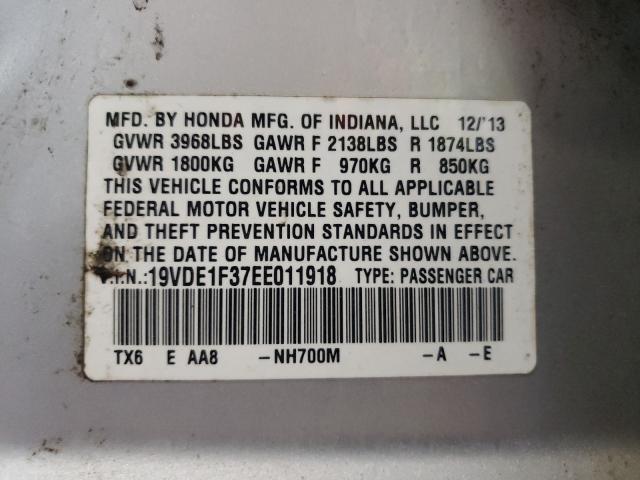 MFD. BY HONDA MFG. OF INDIANA, LLC 12/'13
GVWR 3968LBS GAWR F 2138LBS R 1874LBS
GVWR 1800KG GAWR F 970KG R 850KG
THIS VEHICLE CONFORMS TO ALL APPLICABLE
FEDERAL MOTOR VEHICLE SAFETY, BUMPER,
AND THEFT PREVENTION STANDARDS IN EFFECT
ON THE DATE OF MANUFACTURE SHOWN ABOVE.
V.I.N.:19VDE1F37EE011918 TYPE: PASSENGER CAR
TX6 E AA8 -NH700M -A -E